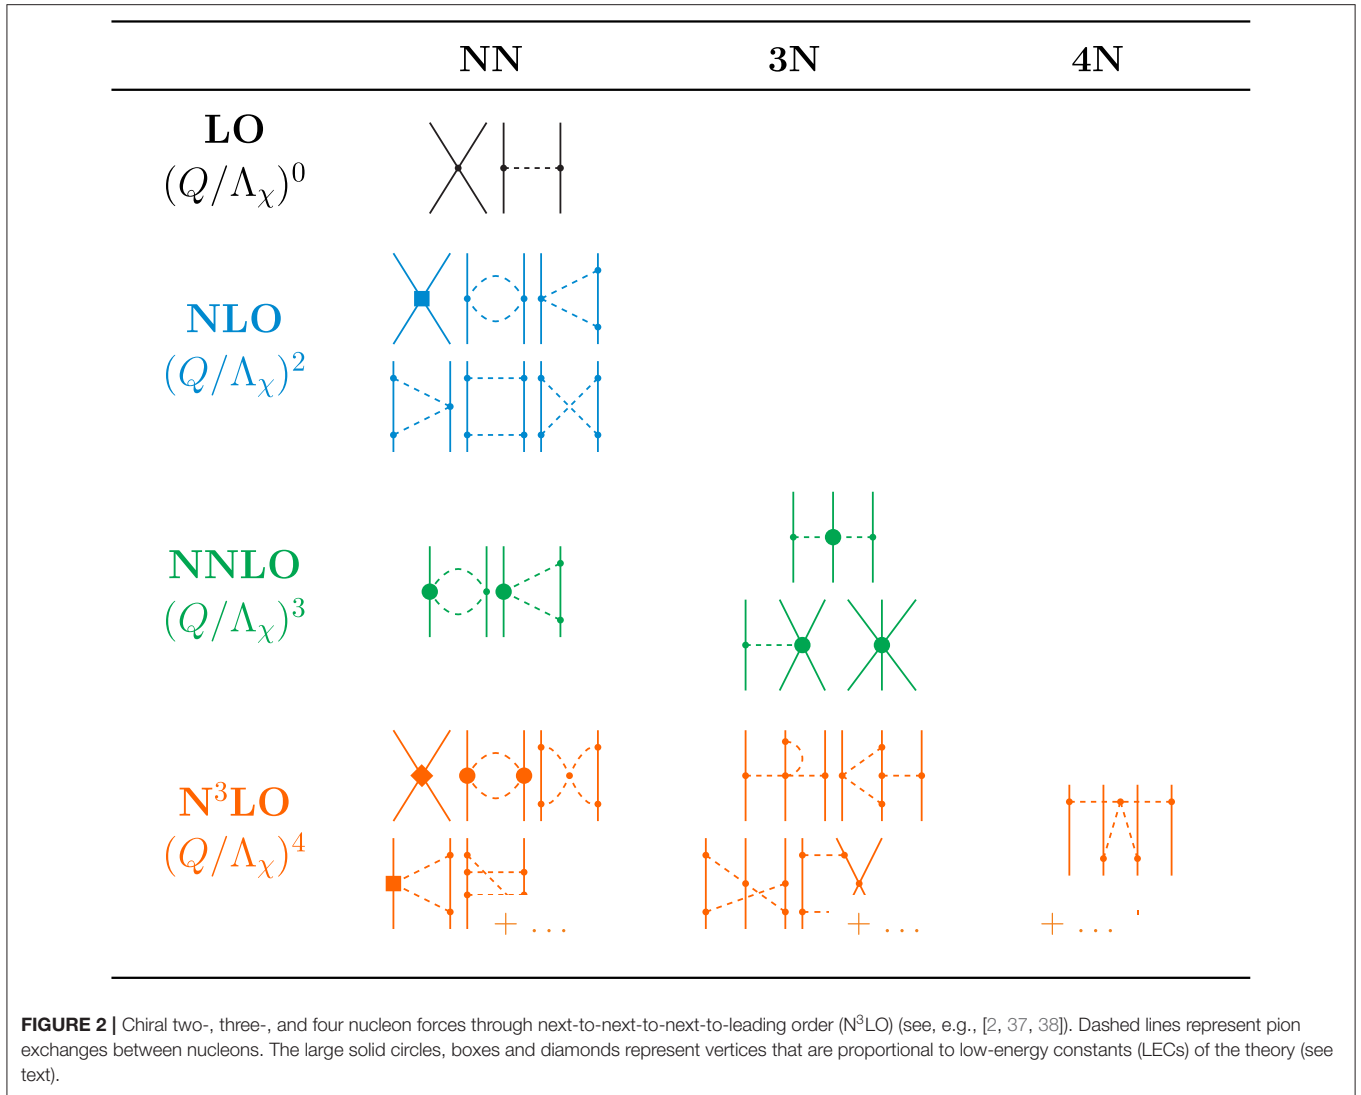 NN 3N 4N
LO
(Q/Λχ)⁰
NLO
(Q/Λχ)²
NNLO
(Q/Λχ)³
N³LO
(Q/Λχ)⁴
+ ... + ... + ...
FIGURE 2 | Chiral two-, three-, and four nucleon forces through next-to-next-to-next-to-leading order (N³LO) (see, e.g., [2, 37, 38]). Dashed lines represent pion
exchanges between nucleons. The large solid circles, boxes and diamonds represent vertices that are proportional to low-energy constants (LECs) of the theory (see
text).